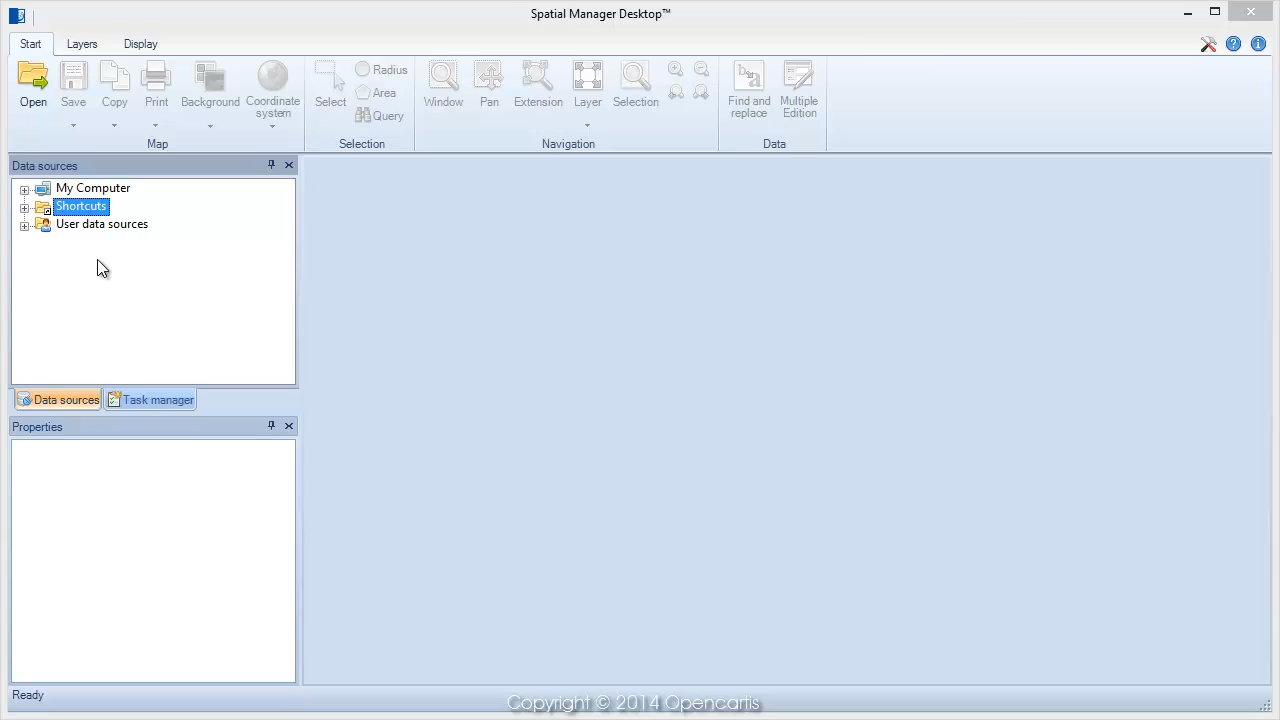 Spatial Manager Desktop™
Start Layers Display
Open Save Copy Print Background Coordinate system
Select Radius
Area
Query
Window Pan Extension Layer Selection
Find and replace Multiple Edition
Map Selection Navigation Data
Data sources
My Computer
Shortcuts
User data sources
Data sources Task manager
Properties
Ready
Copyright © 2014 Opencartis